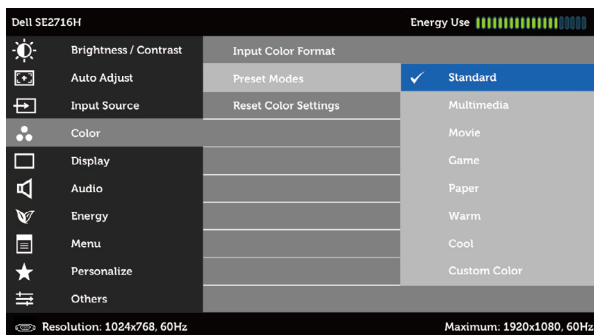 Dell SE2716H Energy Use
Brightness / Contrast Input Color Format
Auto Adjust Preset Modes Standard
Input Source Reset Color Settings Multimedia
Color Movie
Display Game
Audio Paper
Energy Warm
Menu Cool
Personalize Custom Color
Others
Resolution: 1024x768, 60Hz Maximum: 1920x1080, 60Hz